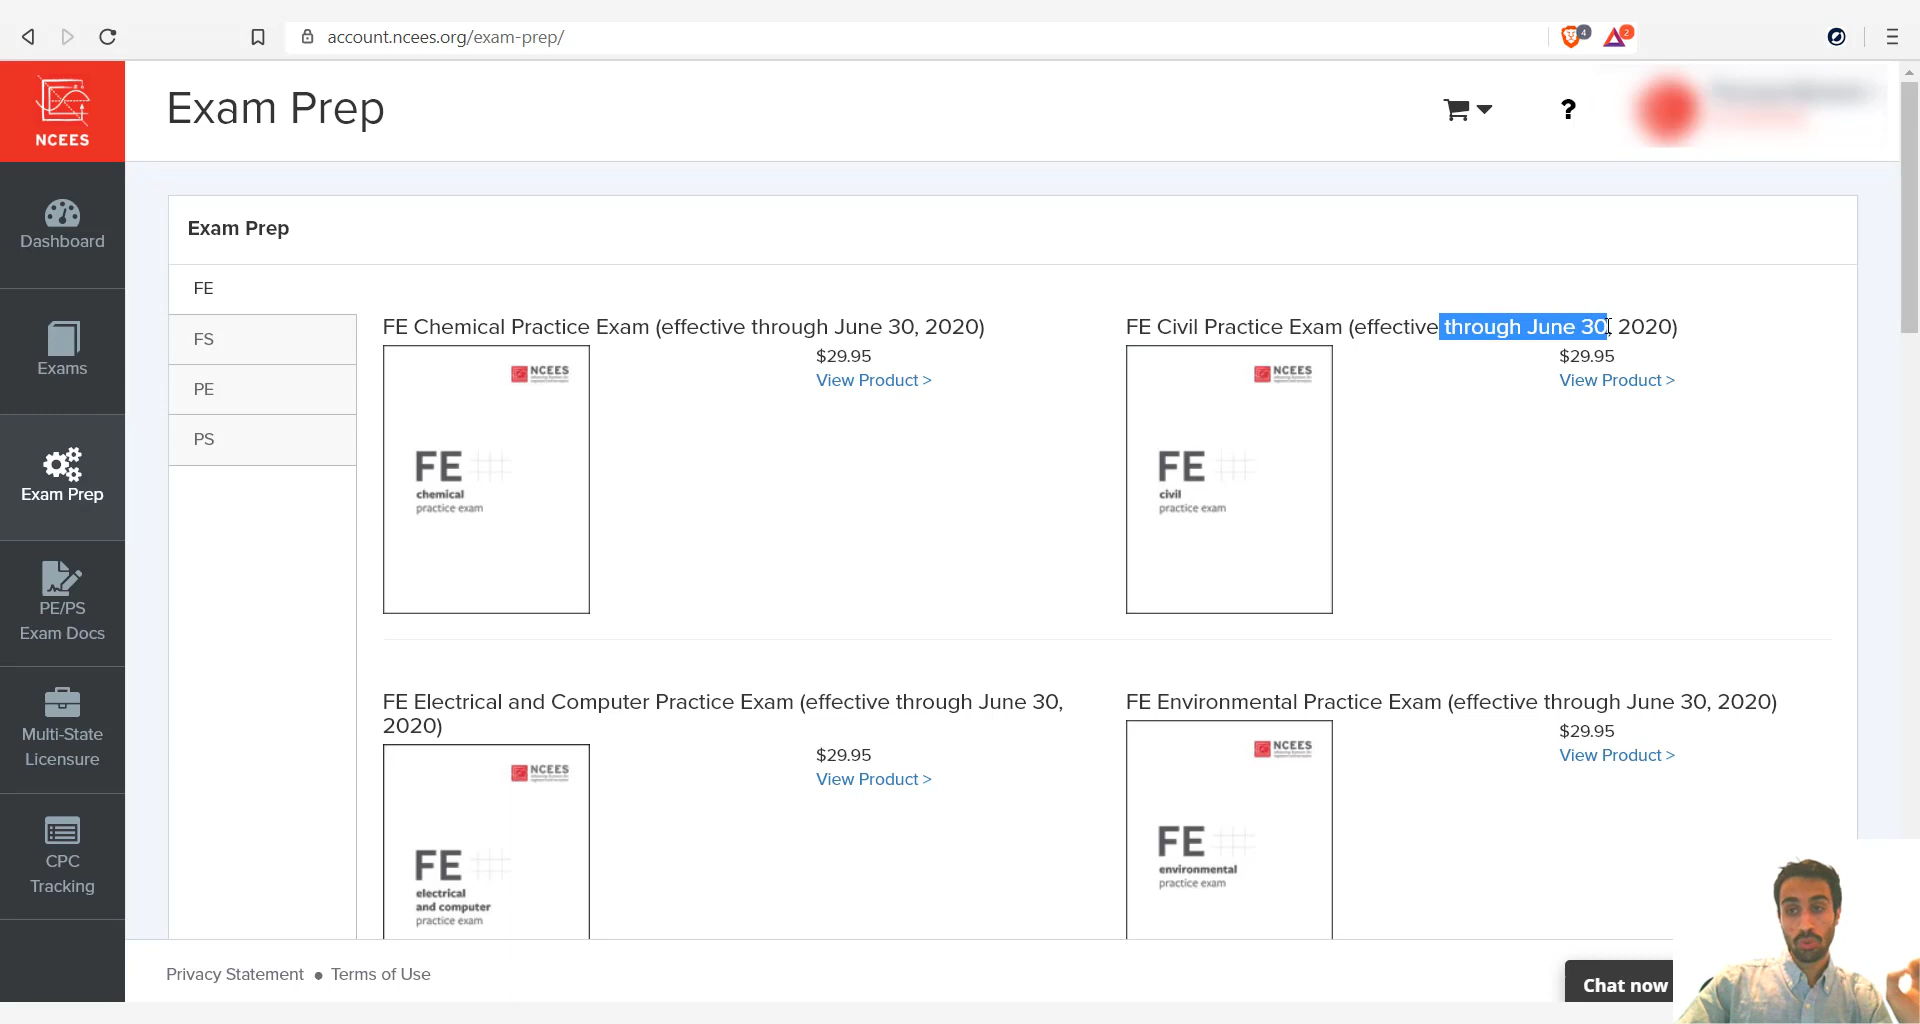 account.ncees.org/exam-prep/
4
2
NCEES
Exam Prep
?
Dashboard
Exams
Exam Prep
PE/PS
Exam Docs
Multi-State
Licensure
CPC
Tracking
Exam Prep
FE
FS
PE
PS
FE Chemical Practice Exam (effective through June 30, 2020)
$29.95
View Product >
NCEES
FE
chemical
practice exam
FE Civil Practice Exam (effective through June 30, 2020)
$29.95
View Product >
NCEES
FE
civil
practice exam
FE Electrical and Computer Practice Exam (effective through June 30,
2020)
$29.95
View Product >
NCEES
FE
electrical
and computer
practice exam
FE Environmental Practice Exam (effective through June 30, 2020)
$29.95
View Product >
NCEES
FE
environmental
practice exam
Privacy Statement ● Terms of Use
Chat now